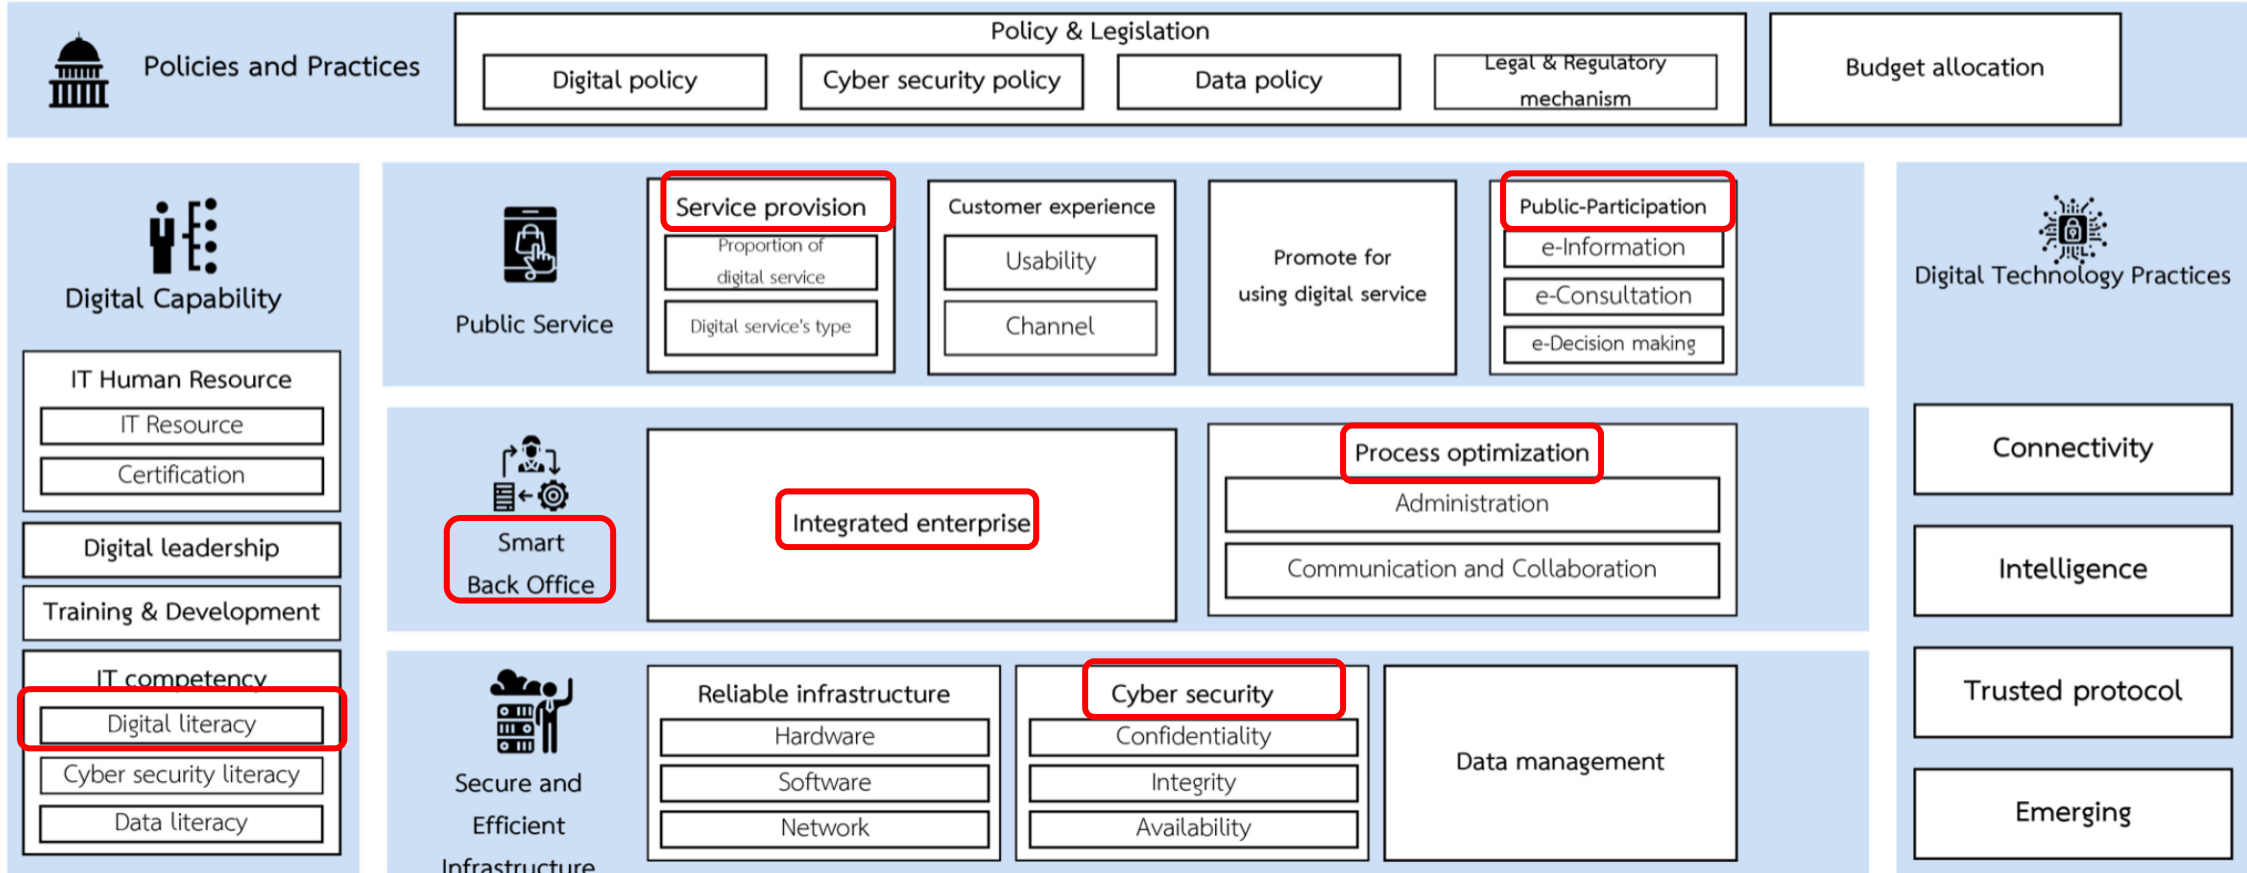 Policies and Practices
Policy & Legislation
Digital policy
Cyber security policy
Data policy
Legal & Regulatory
mechanism
Budget allocation
Digital Capability
IT Human Resource
IT Resource
Certification
Digital leadership
Training & Development
IT competency
Digital literacy
Cyber security literacy
Data literacy
Public Service
Service provision
Proportion of
digital service
Digital service's type
Customer experience
Usability
Channel
Promote for
using digital service
Public-Participation
e-Information
e-Consultation
e-Decision making
Smart
Back Office
Integrated enterprise
Process optimization
Administration
Communication and Collaboration
Secure and
Efficient
Infrastructure
Reliable infrastructure
Hardware
Software
Network
Cyber security
Confidentiality
Integrity
Availability
Data management
Digital Technology Practices
Connectivity
Intelligence
Trusted protocol
Emerging